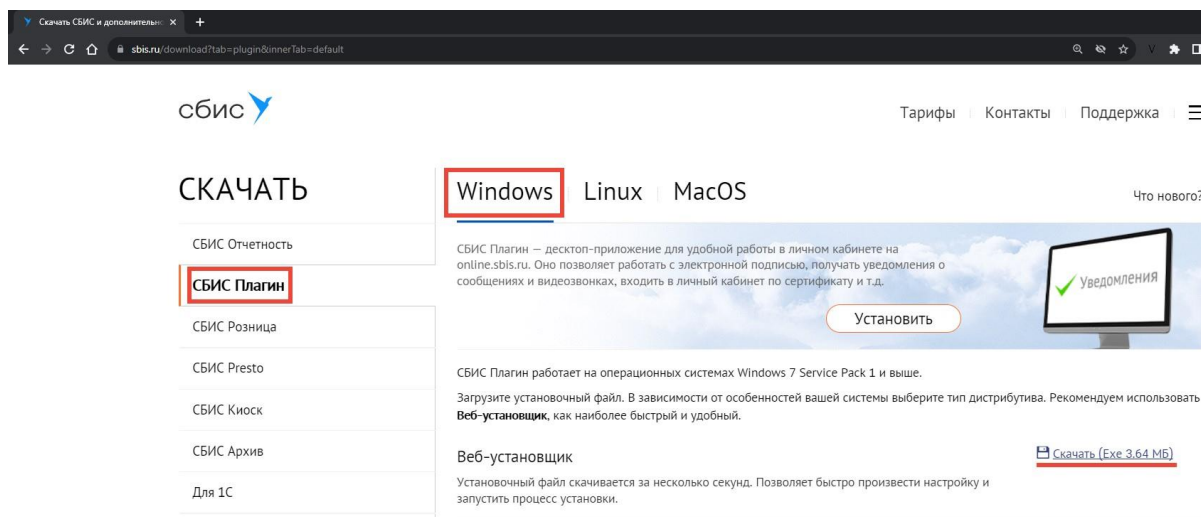 Скачать СБИС и дополнительно
sbis.ru/download?tab=plugin&innerTab=default
сбис
Тарифы Контакты Поддержка
СКАЧАТЬ
Windows Linux MacOS
Что нового?
СБИС Отчетность
СБИС Плагин
СБИС Розница
СБИС Presto
СБИС Киоск
СБИС Архив
Для 1С
СБИС Плагин — десктоп-приложение для удобной работы в личном кабинете на
online.sbis.ru. Оно позволяет работать с электронной подписью, получать уведомления о
сообщениях и видеозвонках, входить в личный кабинет по сертификату и т.д.
Установить
Уведомления
СБИС Плагин работает на операционных системах Windows 7 Service Pack 1 и выше.
Загрузите установочный файл. В зависимости от особенностей вашей системы выберите тип дистрибутива. Рекомендуем использовать
Веб-установщик, как наиболее быстрый и удобный.
Веб-установщик
Скачать (Exe 3.64 МБ)
Установочный файл скачивается за несколько секунд. Позволяет быстро произвести настройку и
запустить процесс установки.